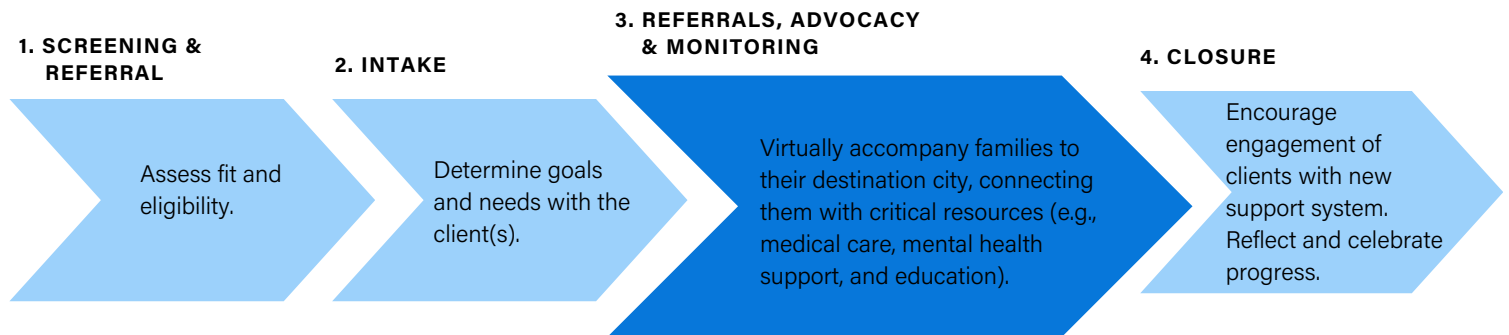 1. SCREENING &
REFERRAL
Assess fit and
eligibility.
2. INTAKE
Determine goals
and needs with the
client(s).
3. REFERRALS, ADVOCACY
& MONITORING
Virtually accompany families to
their destination city, connecting
them with critical resources (e.g.,
medical care, mental health
support, and education).
4. CLOSURE
Encourage
engagement of
clients with new
support system.
Reflect and celebrate
progress.